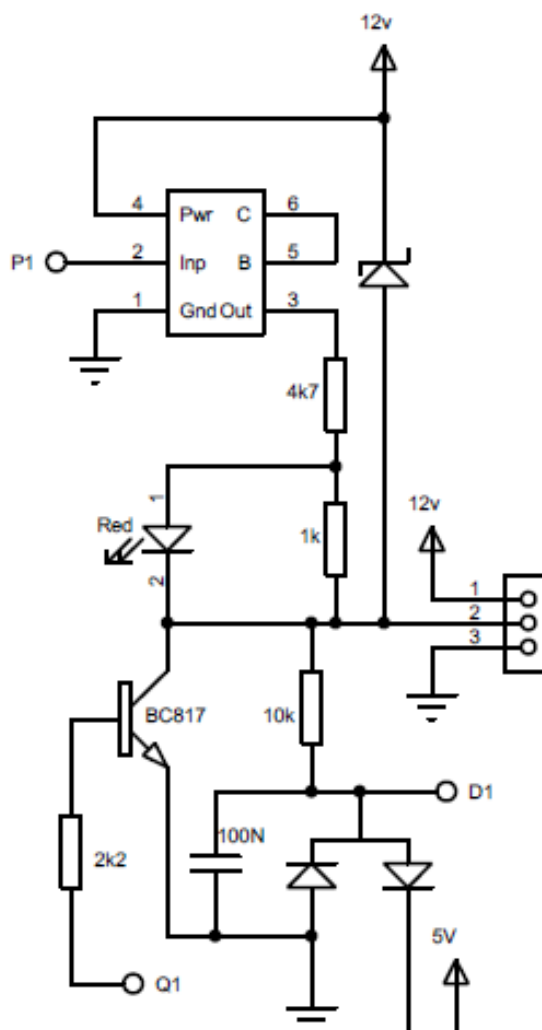 12v
4 Pwr C 6
P1 2 Inp B 5
1 Gnd Out 3
4k7
1
Red
1k
12v
2
1
2
3
BC817
10k
D1
100N
2k2
5V
Q1